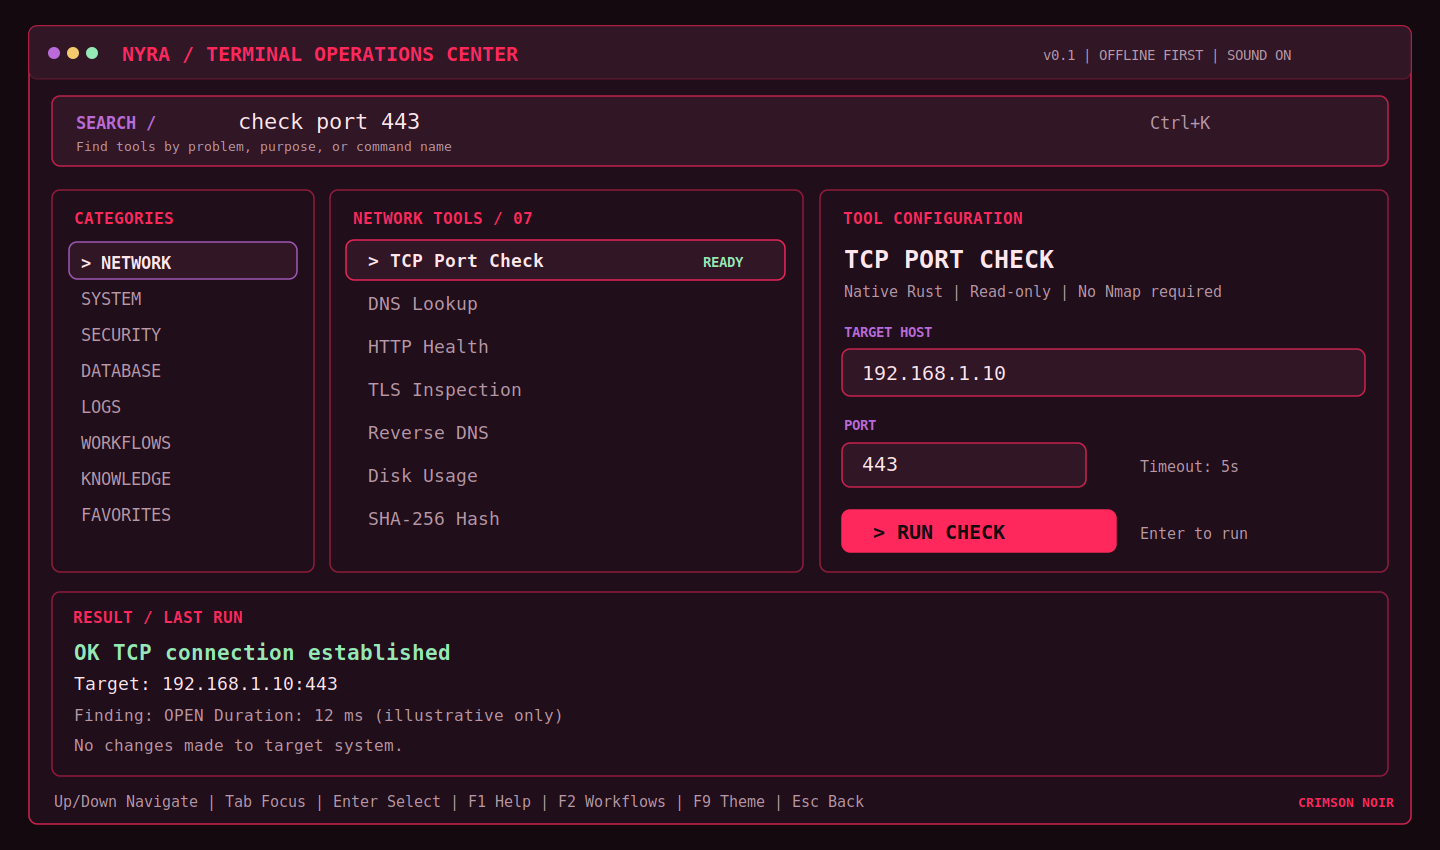 NYRA / TERMINAL OPERATIONS CENTER
v0.1 | OFFLINE FIRST | SOUND ON
SEARCH / check port 443
Ctrl+K
Find tools by problem, purpose, or command name
CATEGORIES
> NETWORK
SYSTEM
SECURITY
DATABASE
LOGS
WORKFLOWS
KNOWLEDGE
FAVORITES
NETWORK TOOLS / 07
> TCP Port Check READY
DNS Lookup
HTTP Health
TLS Inspection
Reverse DNS
Disk Usage
SHA-256 Hash
TOOL CONFIGURATION
TCP PORT CHECK
Native Rust | Read-only | No Nmap required
TARGET HOST
192.168.1.10
PORT
443
Timeout: 5s
> RUN CHECK
Enter to run
RESULT / LAST RUN
OK TCP connection established
Target: 192.168.1.10:443
Finding: OPEN Duration: 12 ms (illustrative only)
No changes made to target system.
Up/Down Navigate | Tab Focus | Enter Select | F1 Help | F2 Workflows | F9 Theme | Esc Back
CRIMSON NOIR